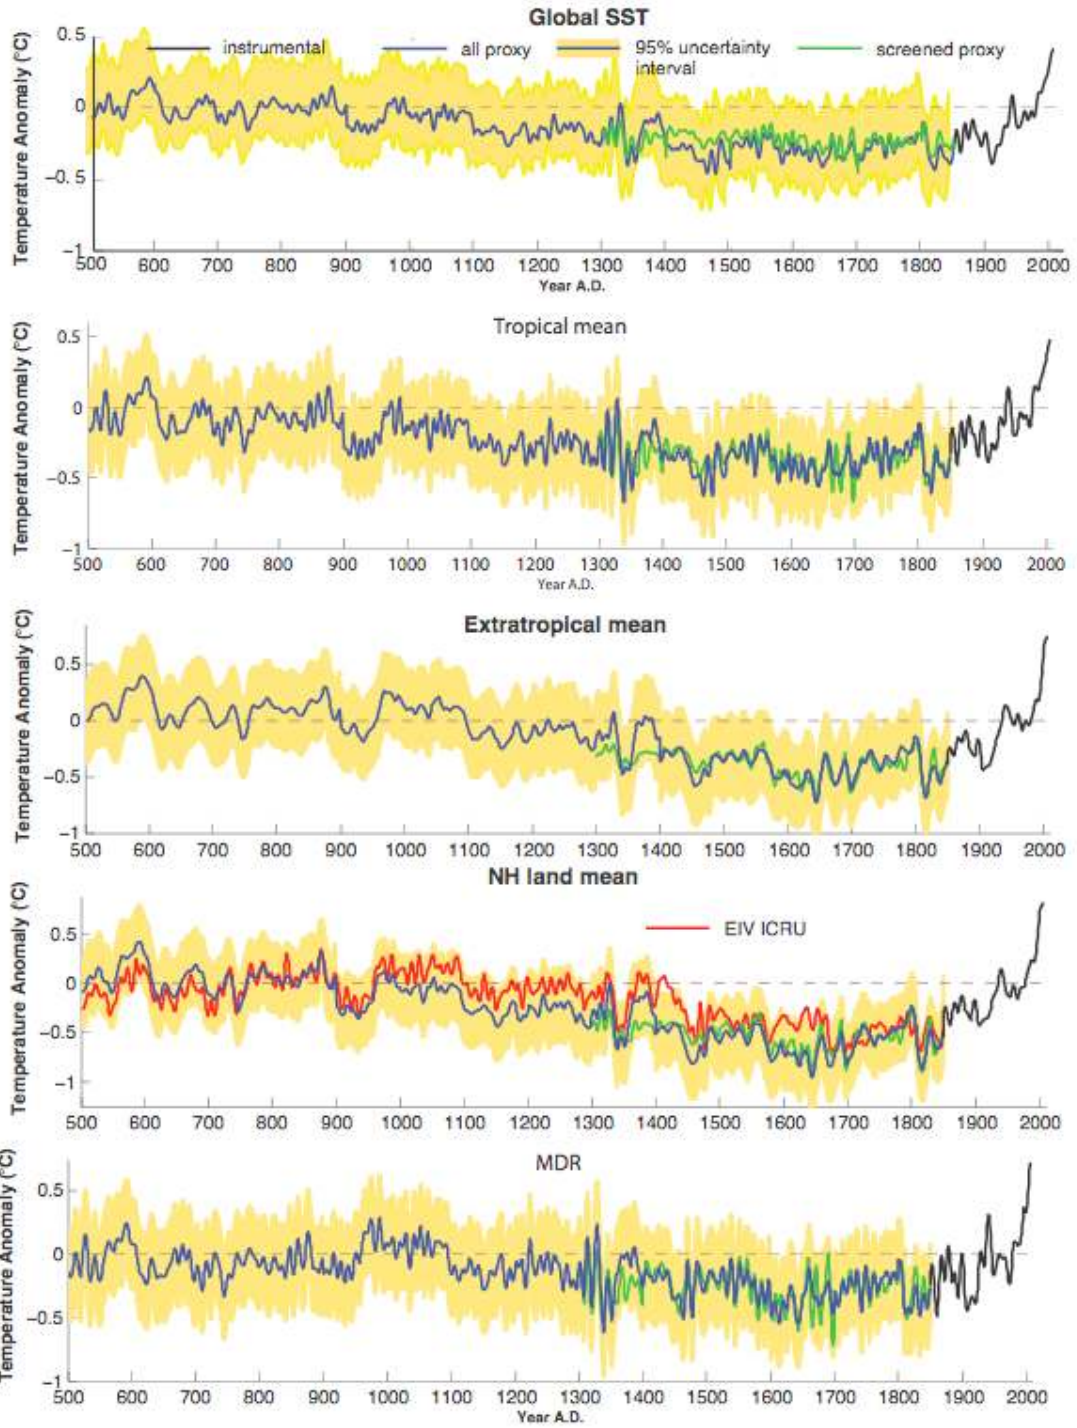 Global SST
Temperature Anomaly (°C)
0.5
0
−0.5
−1
instrumental
all proxy
95% uncertainty
interval
screened proxy
500 600 700 800 900 1000 1100 1200 1300 1400 1500 1600 1700 1800 1900 2000
Year A.D.
Tropical mean
Temperature Anomaly (°C)
0.5
0
−0.5
−1
500 600 700 800 900 1000 1100 1200 1300 1400 1500 1600 1700 1800 1900 2000
Year A.D.
Extratropical mean
Temperature Anomaly (°C)
0.5
0
−0.5
−1
500 600 700 800 900 1000 1100 1200 1300 1400 1500 1600 1700 1800 1900 2000
NH land mean
Temperature Anomaly (°C)
0.5
0
−0.5
−1
EIV ICRU
500 600 700 800 900 1000 1100 1200 1300 1400 1500 1600 1700 1800 1900 2000
MDR
Temperature Anomaly (°C)
0.5
0
−0.5
−1
500 600 700 800 900 1000 1100 1200 1300 1400 1500 1600 1700 1800 1900 2000
Year A.D.